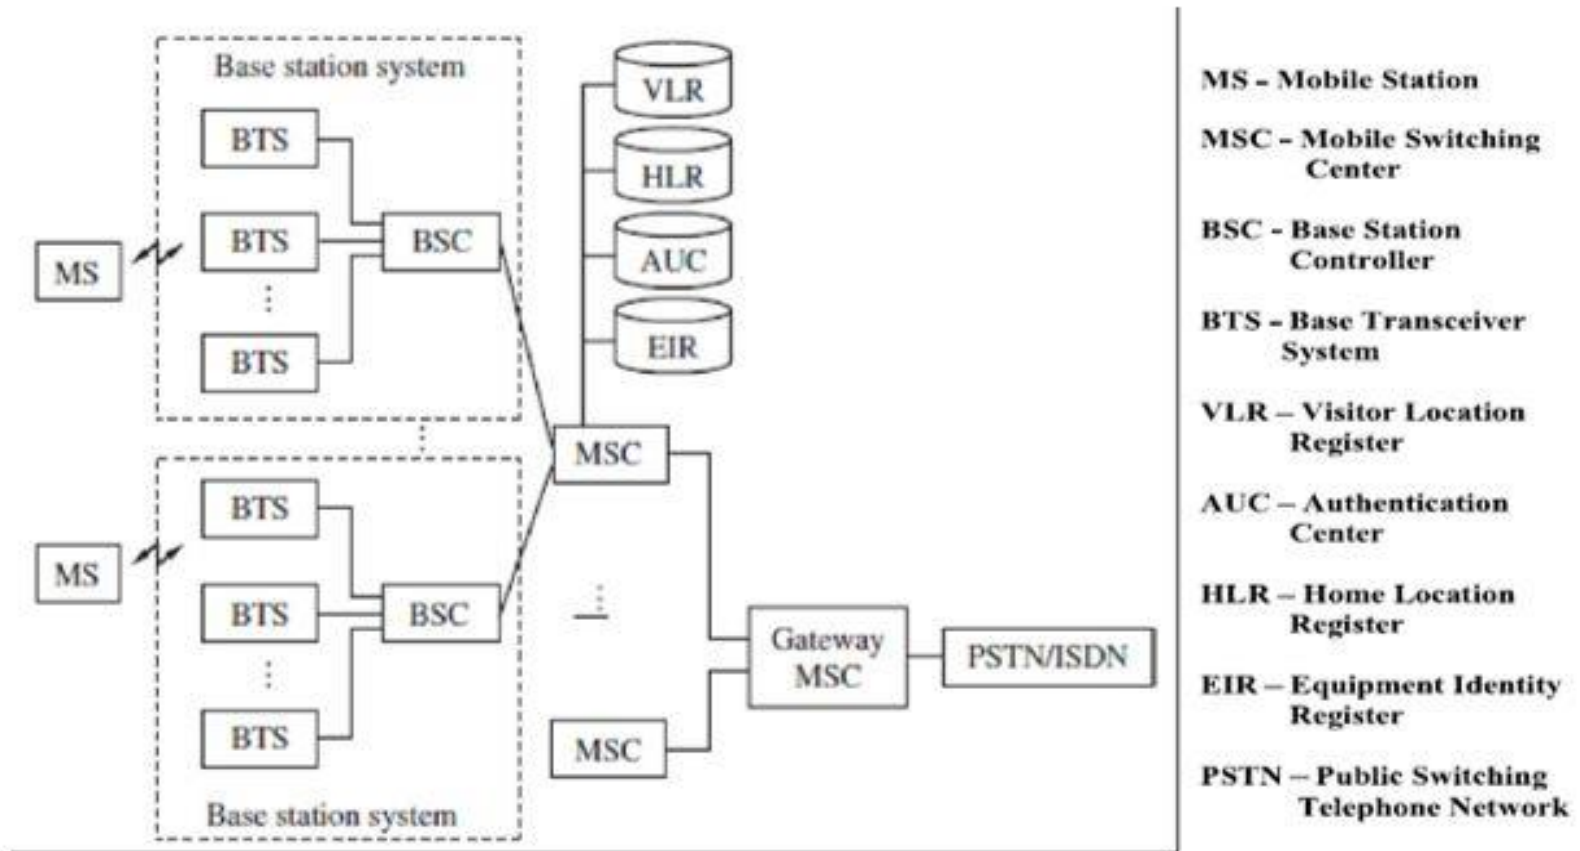 Base station system
BTS
BTS
BTS
BSC
MS
VLR
HLR
AUC
EIR
MSC
Base station system
BTS
BTS
BTS
BSC
MS
MSC
Gateway
MSC
PSTN/ISDN
MS - Mobile Station
MSC - Mobile Switching
Center
BSC - Base Station
Controller
BTS - Base Transceiver
System
VLR – Visitor Location
Register
AUC – Authentication
Center
HLR – Home Location
Register
EIR – Equipment Identity
Register
PSTN – Public Switching
Telephone Network